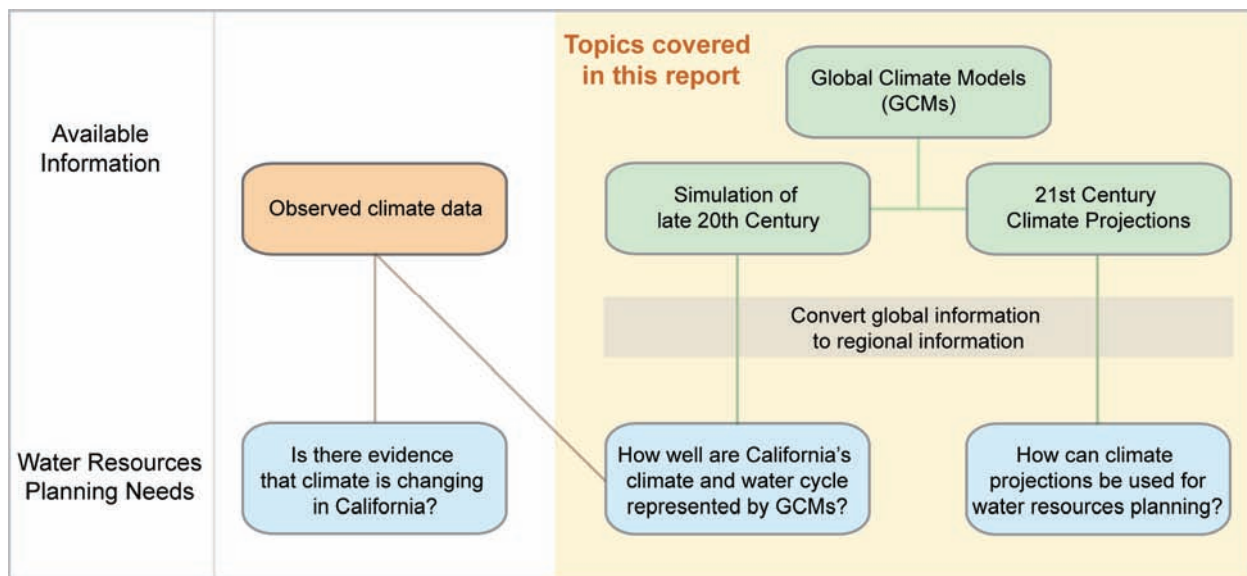 Topics covered
in this report
Global Climate Models
(GCMs)
Available
Information
Observed climate data
Simulation of
late 20th Century
21st Century
Climate Projections
Convert global information
to regional information
Water Resources
Planning Needs
Is there evidence
that climate is changing
in California?
How well are California’s
climate and water cycle
represented by GCMs?
How can climate
projections be used for
water resources planning?